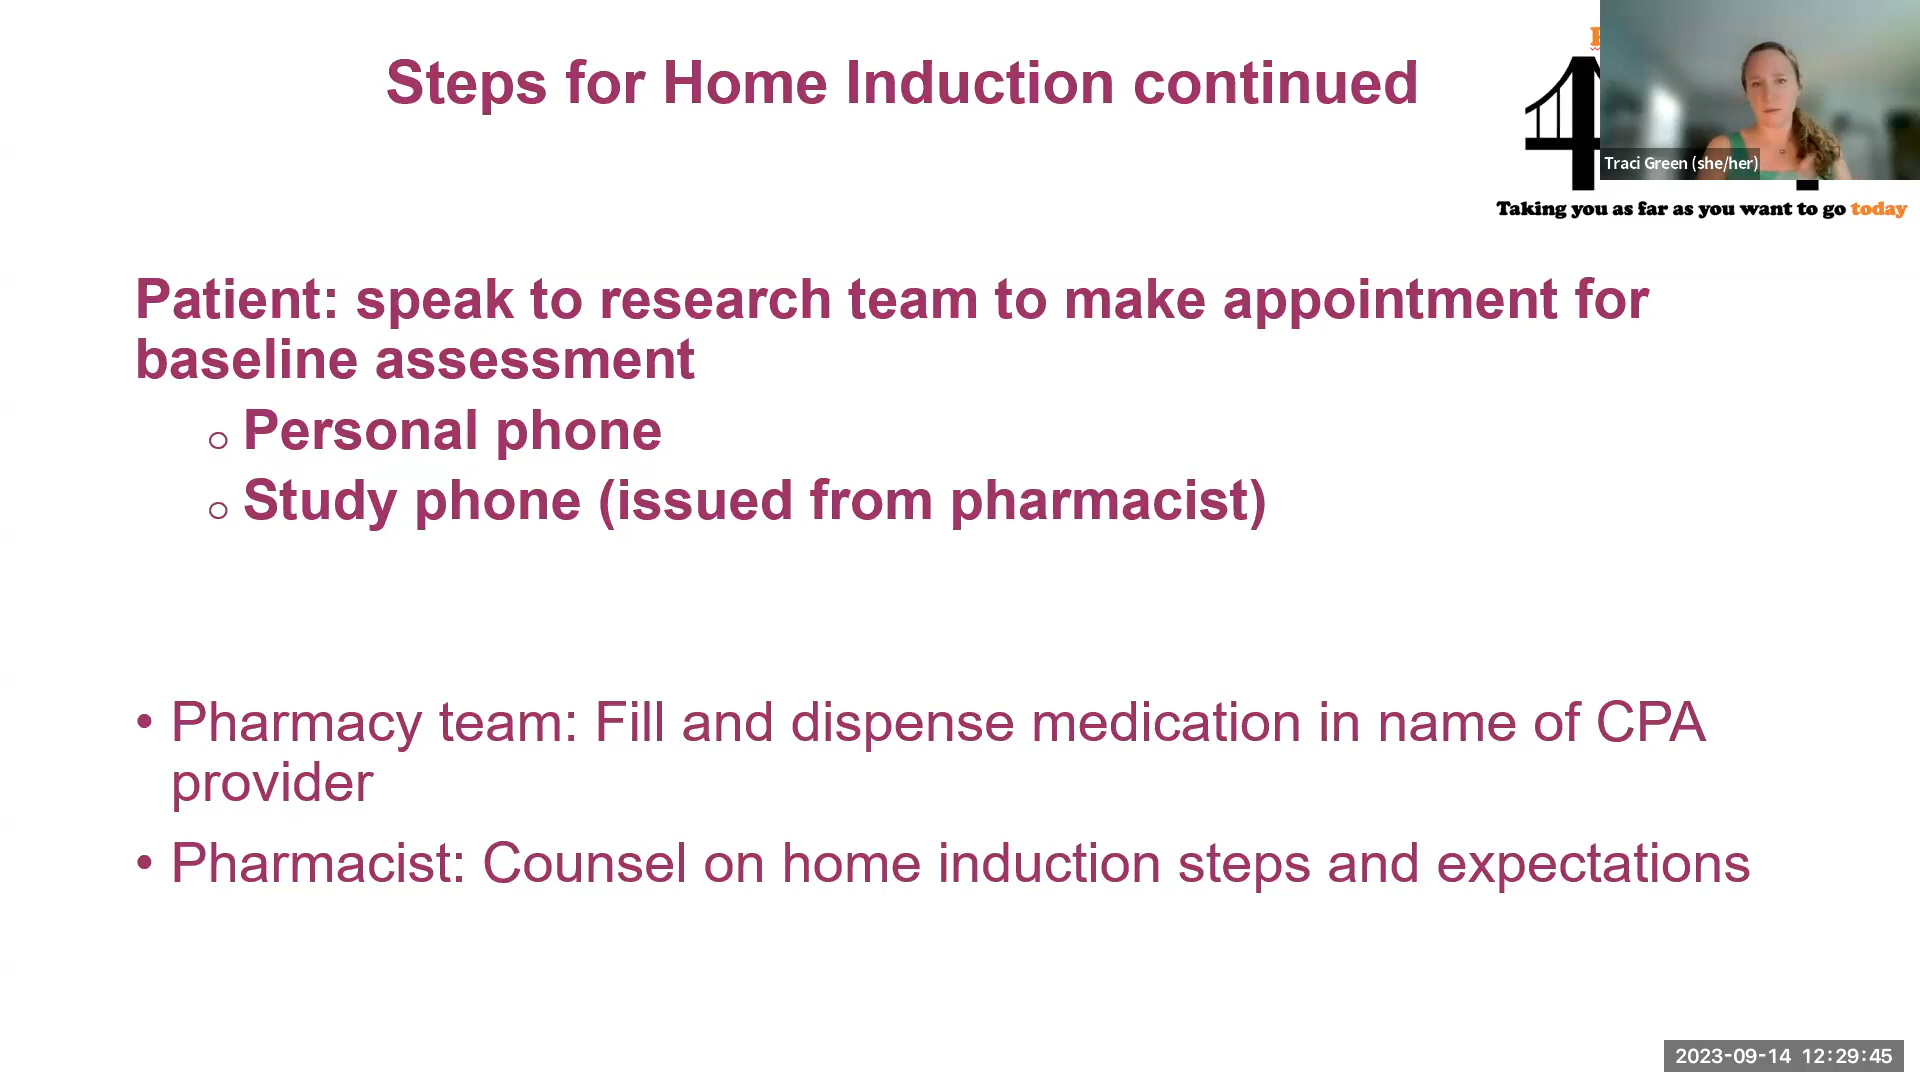 Steps for Home Induction continued
Traci Green (she/her)
Taking you as far as you want to go today
Patient: speak to research team to make appointment for
baseline assessment
o Personal phone
o Study phone (issued from pharmacist)
• Pharmacy team: Fill and dispense medication in name of CPA
provider
• Pharmacist: Counsel on home induction steps and expectations
2023-09-14 12:29:45